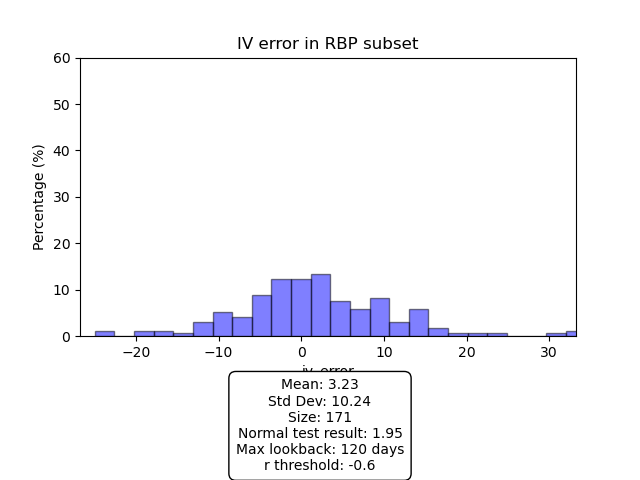 IV error in RBP subset
60
50
40
30
20
10
0
Percentage (%)
−20 −10 0 10 20 30
iv_error
Mean: 3.23
Std Dev: 10.24
Size: 171
Normal test result: 1.95
Max lookback: 120 days
r threshold: -0.6